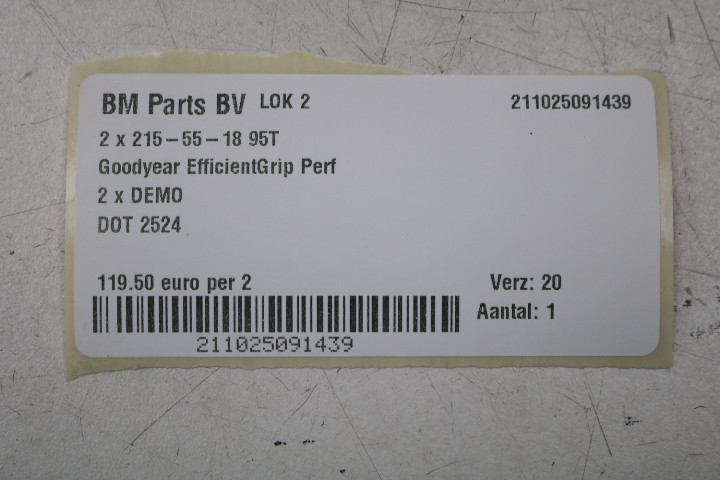 BM Parts BV LOK 2 211025091439
2 x 215-55-18 95T
Goodyear EfficientGrip Perf
2 x DEMO
DOT 2524
119.50 euro per 2 Verz: 20
Aantal: 1
211025091439